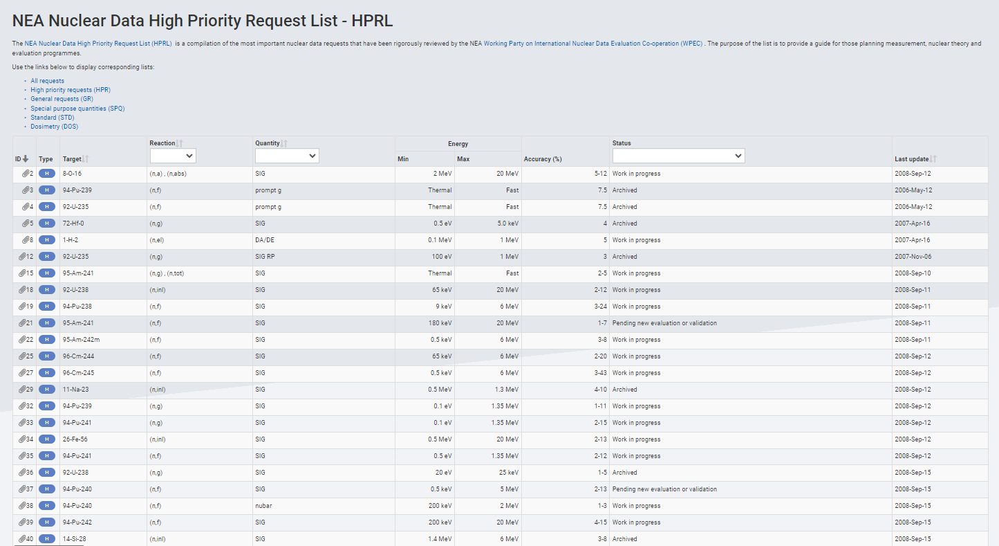 NEA Nuclear Data High Priority Request List - HPRL
The NEA Nuclear Data High Priority Request List (HPRL) is a compilation of the most important nuclear data requests that have been rigorously reviewed by the NEA Working Party on International Nuclear Data Evaluation Co-operation (WPEC) . The purpose of the list is to provide a guide for those planning measurement, nuclear theory and
evaluation programmes.
Use the links below to display corresponding lists:
All requests
High priority requests (HPR)
General requests (GR)
Special purpose quantities (SPQ)
Standard (STD)
Dosimetry (DOS)
ID Type Target Reaction Quantity Energy Min Max Accuracy (%) Status Last update
2 H 8-O-16 (n,a) , (n,abs) SIG 2 MeV 20 MeV 5-12 Work in progress 2008-Sep-12
3 H 94-Pu-239 (n,f) prompt g Thermal Fast 7.5 Archived 2006-May-12
4 H 92-U-235 (n,f) prompt g Thermal Fast 7.5 Archived 2006-May-12
5 H 72-Hf-0 (n,g) SIG 0.5 eV 5.0 keV 4 Archived 2007-Apr-16
8 H 1-H-2 (n,el) DA/DE 0.1 MeV 1 MeV 5 Work in progress 2007-Apr-16
12 H 92-U-235 (n,g) SIG RP 100 eV 1 MeV 3 Archived 2007-Nov-06
15 H 95-Am-241 (n,g) , (n,tot) SIG Thermal Fast 2-5 Work in progress 2008-Sep-10
18 H 92-U-238 (n,inl) SIG 65 keV 20 MeV 2-12 Work in progress 2008-Sep-11
19 H 94-Pu-238 (n,f) SIG 9 keV 6 MeV 3-24 Work in progress 2008-Sep-11
21 H 95-Am-241 (n,f) SIG 180 keV 20 MeV 1-7 Pending new evaluation or validation 2008-Sep-11
22 H 95-Am-242m (n,f) SIG 0.5 keV 6 MeV 3-8 Work in progress 2008-Sep-11
25 H 96-Cm-244 (n,f) SIG 65 keV 6 MeV 2-20 Work in progress 2008-Sep-12
27 H 96-Cm-245 (n,f) SIG 0.5 keV 6 MeV 3-43 Work in progress 2008-Sep-12
29 H 11-Na-23 (n,inl) SIG 0.5 MeV 1.3 MeV 4-10 Archived 2008-Sep-12
32 H 94-Pu-239 (n,g) SIG 0.1 eV 1.35 MeV 1-11 Work in progress 2008-Sep-12
33 H 94-Pu-241 (n,g) SIG 0.1 eV 1.35 MeV 2-15 Work in progress 2008-Sep-12
34 H 26-Fe-56 (n,inl) SIG 0.5 MeV 20 MeV 2-13 Work in progress 2008-Sep-12
35 H 94-Pu-241 (n,f) SIG 0.5 eV 1.35 MeV 2-12 Work in progress 2008-Sep-12
36 H 92-U-238 (n,g) SIG 20 eV 25 keV 1-5 Archived 2008-Sep-15
37 H 94-Pu-240 (n,f) SIG 0.5 keV 5 MeV 2-13 Pending new evaluation or validation 2008-Sep-15
38 H 94-Pu-240 (n,f) nubar 200 keV 2 MeV 1-3 Work in progress 2008-Sep-15
39 H 94-Pu-242 (n,f) SIG 200 keV 20 MeV 4-15 Work in progress 2008-Sep-15
40 H 14-Si-28 (n,inl) SIG 1.4 MeV 6 MeV 3-8 Archived 2008-Sep-15